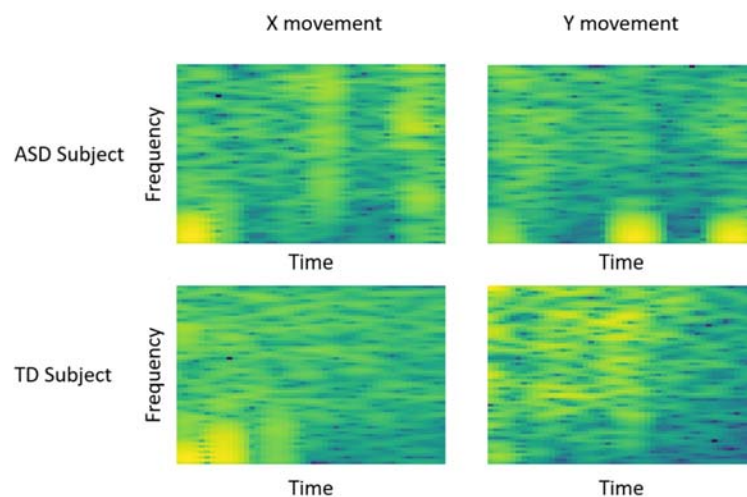 X movement
Y movement
ASD Subject
Frequency
Time
Time
TD Subject
Frequency
Time
Time